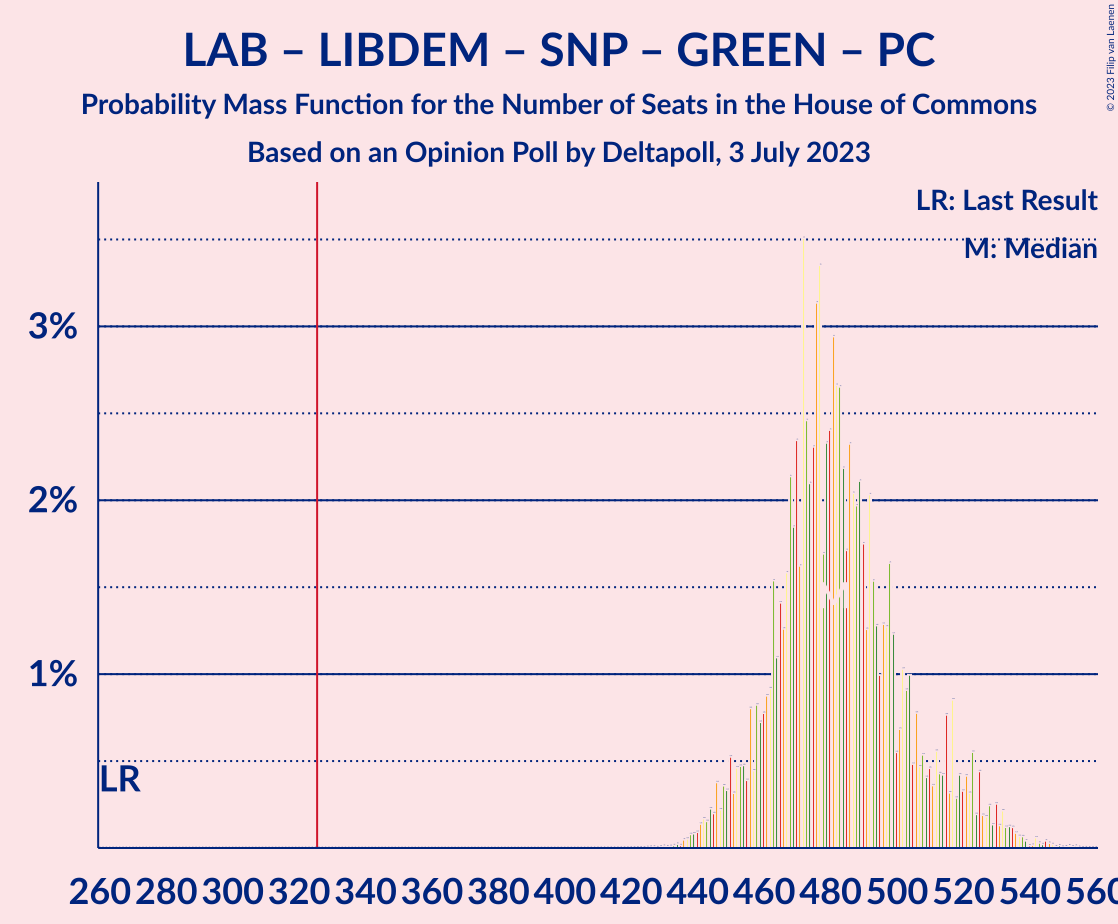 LAB – LIBDEM – SNP – GREEN – PC
Probability Mass Function for the Number of Seats in the House of Commons
Based on an Opinion Poll by Deltapoll, 3 July 2023
© 2023 Filip van Laenen
LR: Last Result
M: Median
3%
2%
1%
LR
260 280 300 320 340 360 380 400 420 440 460 480 500 520 540 560